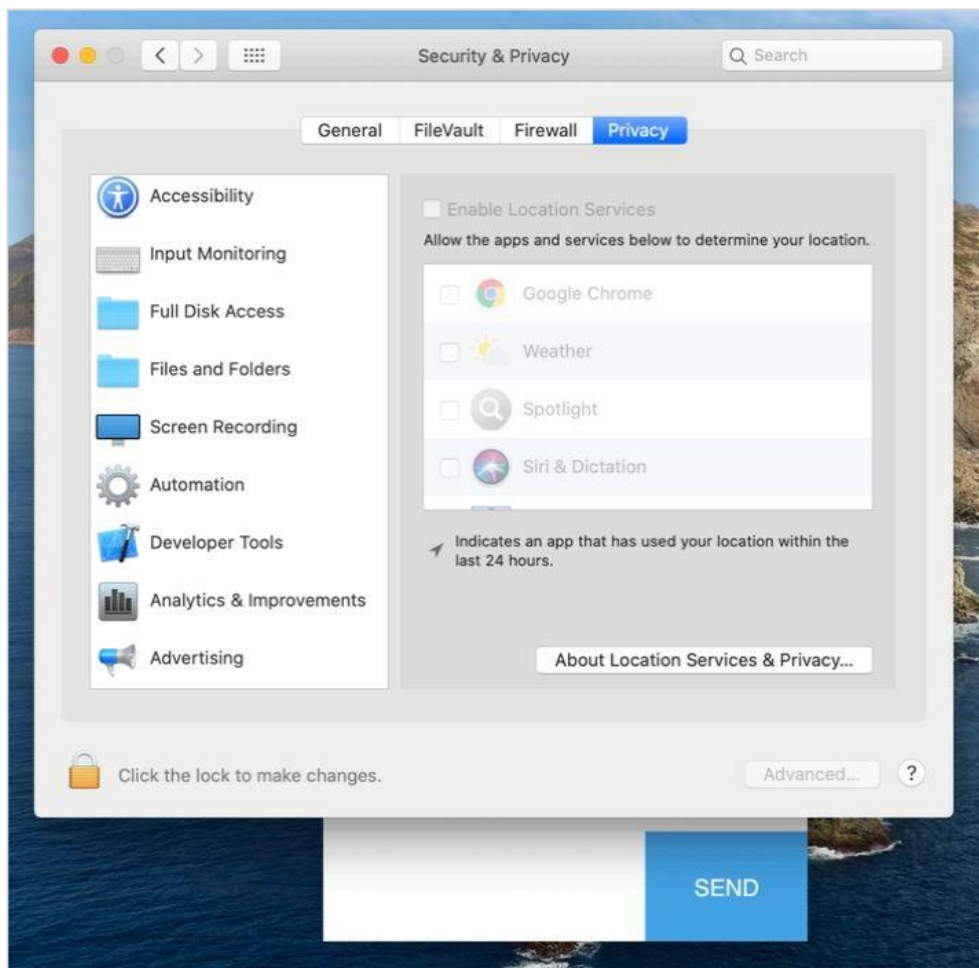 Security & Privacy
Search
General
FileVault
Firewall
Privacy
Accessibility
Input Monitoring
Full Disk Access
Files and Folders
Screen Recording
Automation
Developer Tools
Analytics & Improvements
Advertising
Enable Location Services
Allow the apps and services below to determine your location.
Google Chrome
Weather
Spotlight
Siri & Dictation
Indicates an app that has used your location within the
last 24 hours.
About Location Services & Privacy...
Click the lock to make changes.
Advanced...
?
SEND